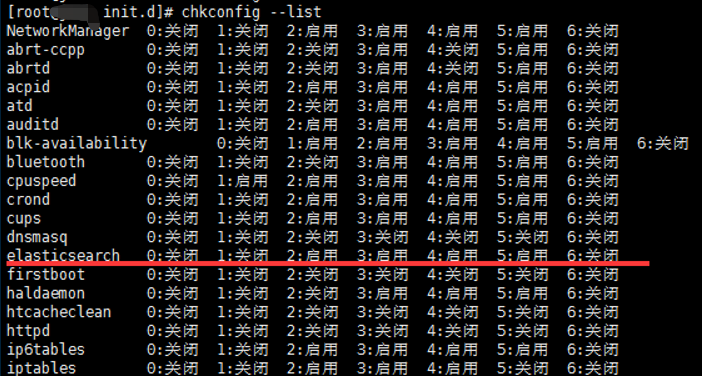 [root@ init.d]# chkconfig --list
NetworkManager 0:关闭 1:关闭 2:启用 3:启用 4:启用 5:启用 6:关闭
abrt-ccpp 0:关闭 1:关闭 2:关闭 3:启用 4:关闭 5:启用 6:关闭
abrtd 0:关闭 1:关闭 2:关闭 3:启用 4:关闭 5:启用 6:关闭
acpid 0:关闭 1:关闭 2:启用 3:启用 4:启用 5:启用 6:关闭
atd 0:关闭 1:关闭 2:关闭 3:启用 4:启用 5:启用 6:关闭
auditd 0:关闭 1:关闭 2:启用 3:启用 4:启用 5:启用 6:关闭
blk-availability 0:关闭 1:启用 2:启用 3:启用 4:启用 5:启用 6:关闭
bluetooth 0:关闭 1:关闭 2:关闭 3:启用 4:启用 5:启用 6:关闭
cpuspeed 0:关闭 1:启用 2:启用 3:启用 4:启用 5:启用 6:关闭
crond 0:关闭 1:关闭 2:启用 3:启用 4:启用 5:启用 6:关闭
cups 0:关闭 1:关闭 2:启用 3:启用 4:启用 5:启用 6:关闭
dnsmasq 0:关闭 1:关闭 2:关闭 3:关闭 4:关闭 5:关闭 6:关闭
elasticsearch 0:关闭 1:关闭 2:启用 3:启用 4:启用 5:启用 6:关闭
firstboot 0:关闭 1:关闭 2:关闭 3:关闭 4:关闭 5:关闭 6:关闭
haldaemon 0:关闭 1:关闭 2:关闭 3:启用 4:启用 5:启用 6:关闭
htcacheclean 0:关闭 1:关闭 2:关闭 3:关闭 4:关闭 5:关闭 6:关闭
httpd 0:关闭 1:关闭 2:关闭 3:关闭 4:关闭 5:关闭 6:关闭
ip6tables 0:关闭 1:关闭 2:启用 3:启用 4:启用 5:启用 6:关闭
iptables 0:关闭 1:关闭 2:启用 3:启用 4:启用 5:启用 6:关闭